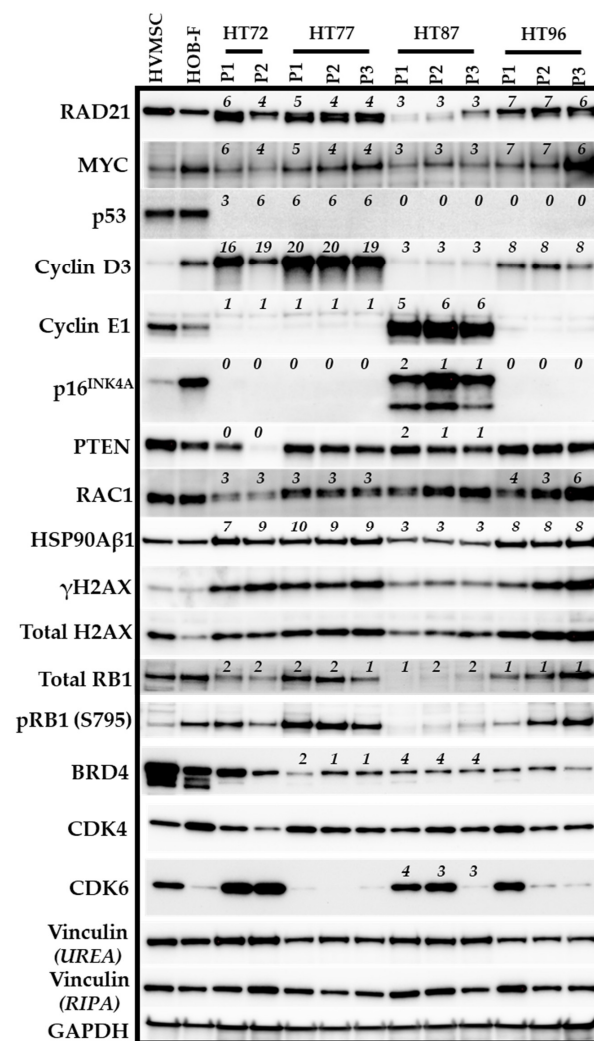 HT72 HT77 HT87 HT96
HVMSC HOB-F P1 P2 P1 P2 P3 P1 P2 P3 P1 P2 P3
RAD21 6 4 5 4 4 3 3 3 7 7 6
MYC 6 4 5 4 4 3 3 3 7 7 6
p53 3 6 6 6 6 0 0 0 0 0 0
Cyclin D3 16 19 20 20 19 3 3 3 8 8 8
Cyclin E1 1 1 1 1 1 5 6 6
p16INK4A 0 0 0 0 0 2 1 1 0 0 0
PTEN 0 0 2 1 1
RAC1 3 3 3 3 3 4 3 6
HSP90Aβ1 7 9 10 9 9 3 3 3 8 8 8
γH2AX
Total H2AX
Total RB1 2 2 2 2 1 1 2 2 1 1 1
pRB1 (S795)
BRD4 2 1 1 4 4 4
CDK4
CDK6 4 3 3
Vinculin
(UREA)
Vinculin
(RIPA)
GAPDH